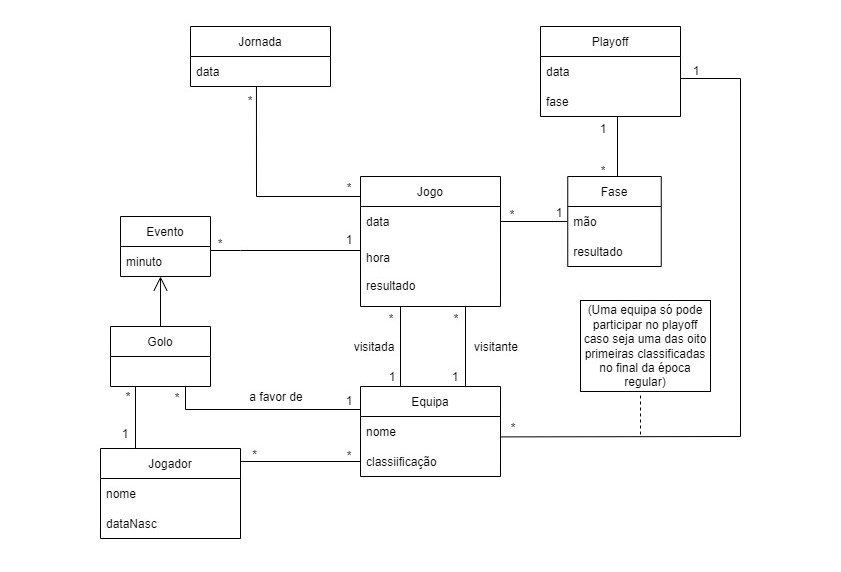 Jornada
data
*
Playoff
data
fase
1
1
*
*
Jogo
data
hora
resultado
*
1
Fase
mão
resultado
Evento
minuto
*
1
Golo
*
*
visitada
visitante
1
1
(Uma equipa só pode
participar no playoff
caso seja uma das oito
primeiras classificadas
no final da época
regular)
*
*
a favor de
1
Equipa
nome
classiificação
*
1
Jogador
nome
dataNasc
*
*